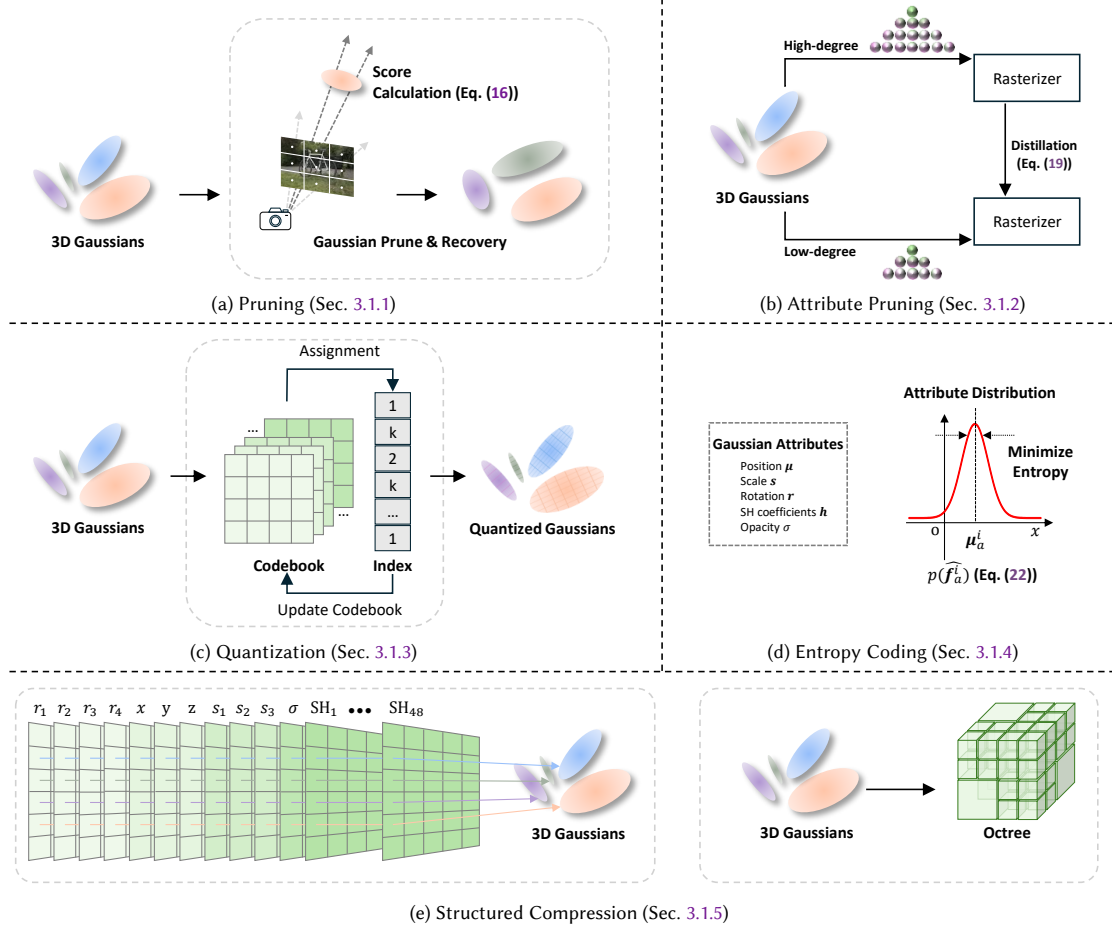 Score
Calculation (Eq. (16))
3D Gaussians
Gaussian Prune & Recovery
(a) Pruning (Sec. 3.1.1)
High-degree
Rasterizer
Distillation
(Eq. (19))
3D Gaussians
Rasterizer
Low-degree
(b) Attribute Pruning (Sec. 3.1.2)
Assignment
...
1
k
2
k
...
1
...
3D Gaussians
Codebook
Index
Update Codebook
Quantized Gaussians
(c) Quantization (Sec. 3.1.3)
Gaussian Attributes
Position μ
Scale s
Rotation r
SH coefficients h
Opacity σ
Attribute Distribution
Minimize
Entropy
O
μ_a^i
x
p(\widehat{f_a^i}) (Eq. (22))
(d) Entropy Coding (Sec. 3.1.4)
r₁ r₂ r₃ r₄ x y z s₁ s₂ s₃ σ SH₁ ••• SH₄₈
3D Gaussians
3D Gaussians
Octree
(e) Structured Compression (Sec. 3.1.5)